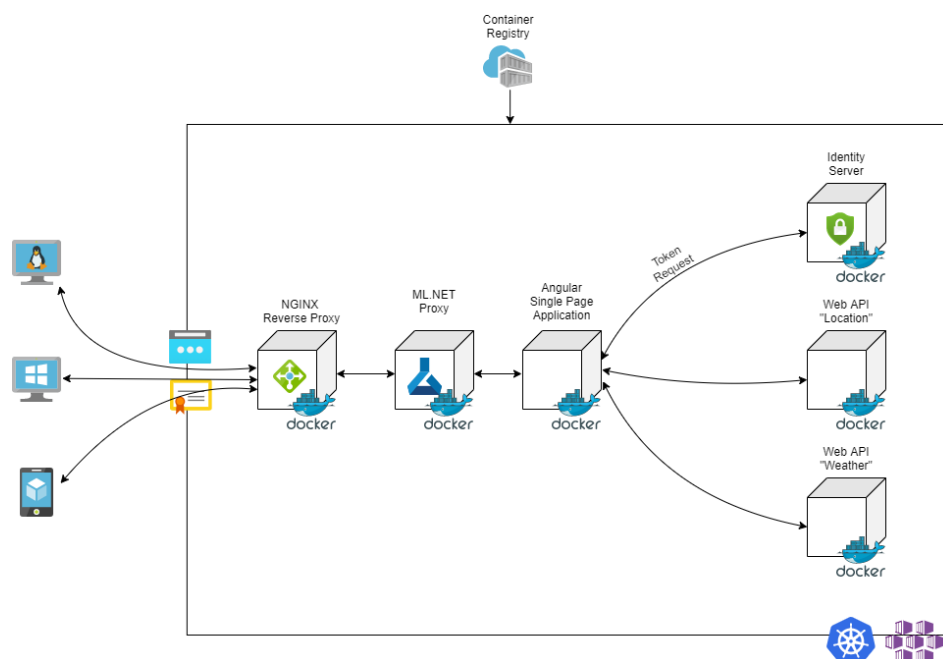 Container
Registry
Identity
Server
docker
Token
Request
NGINX
Reverse Proxy
docker
ML.NET
Proxy
docker
Angular
Single Page
Application
docker
Web API
"Location"
docker
Web API
"Weather"
docker